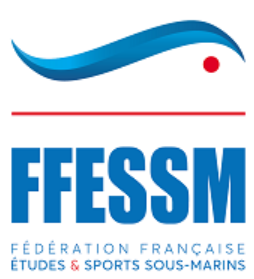 FFESSM
FÉDÉRATION FRANÇAISE
ÉTUDES & SPORTS SOUS-MARINS